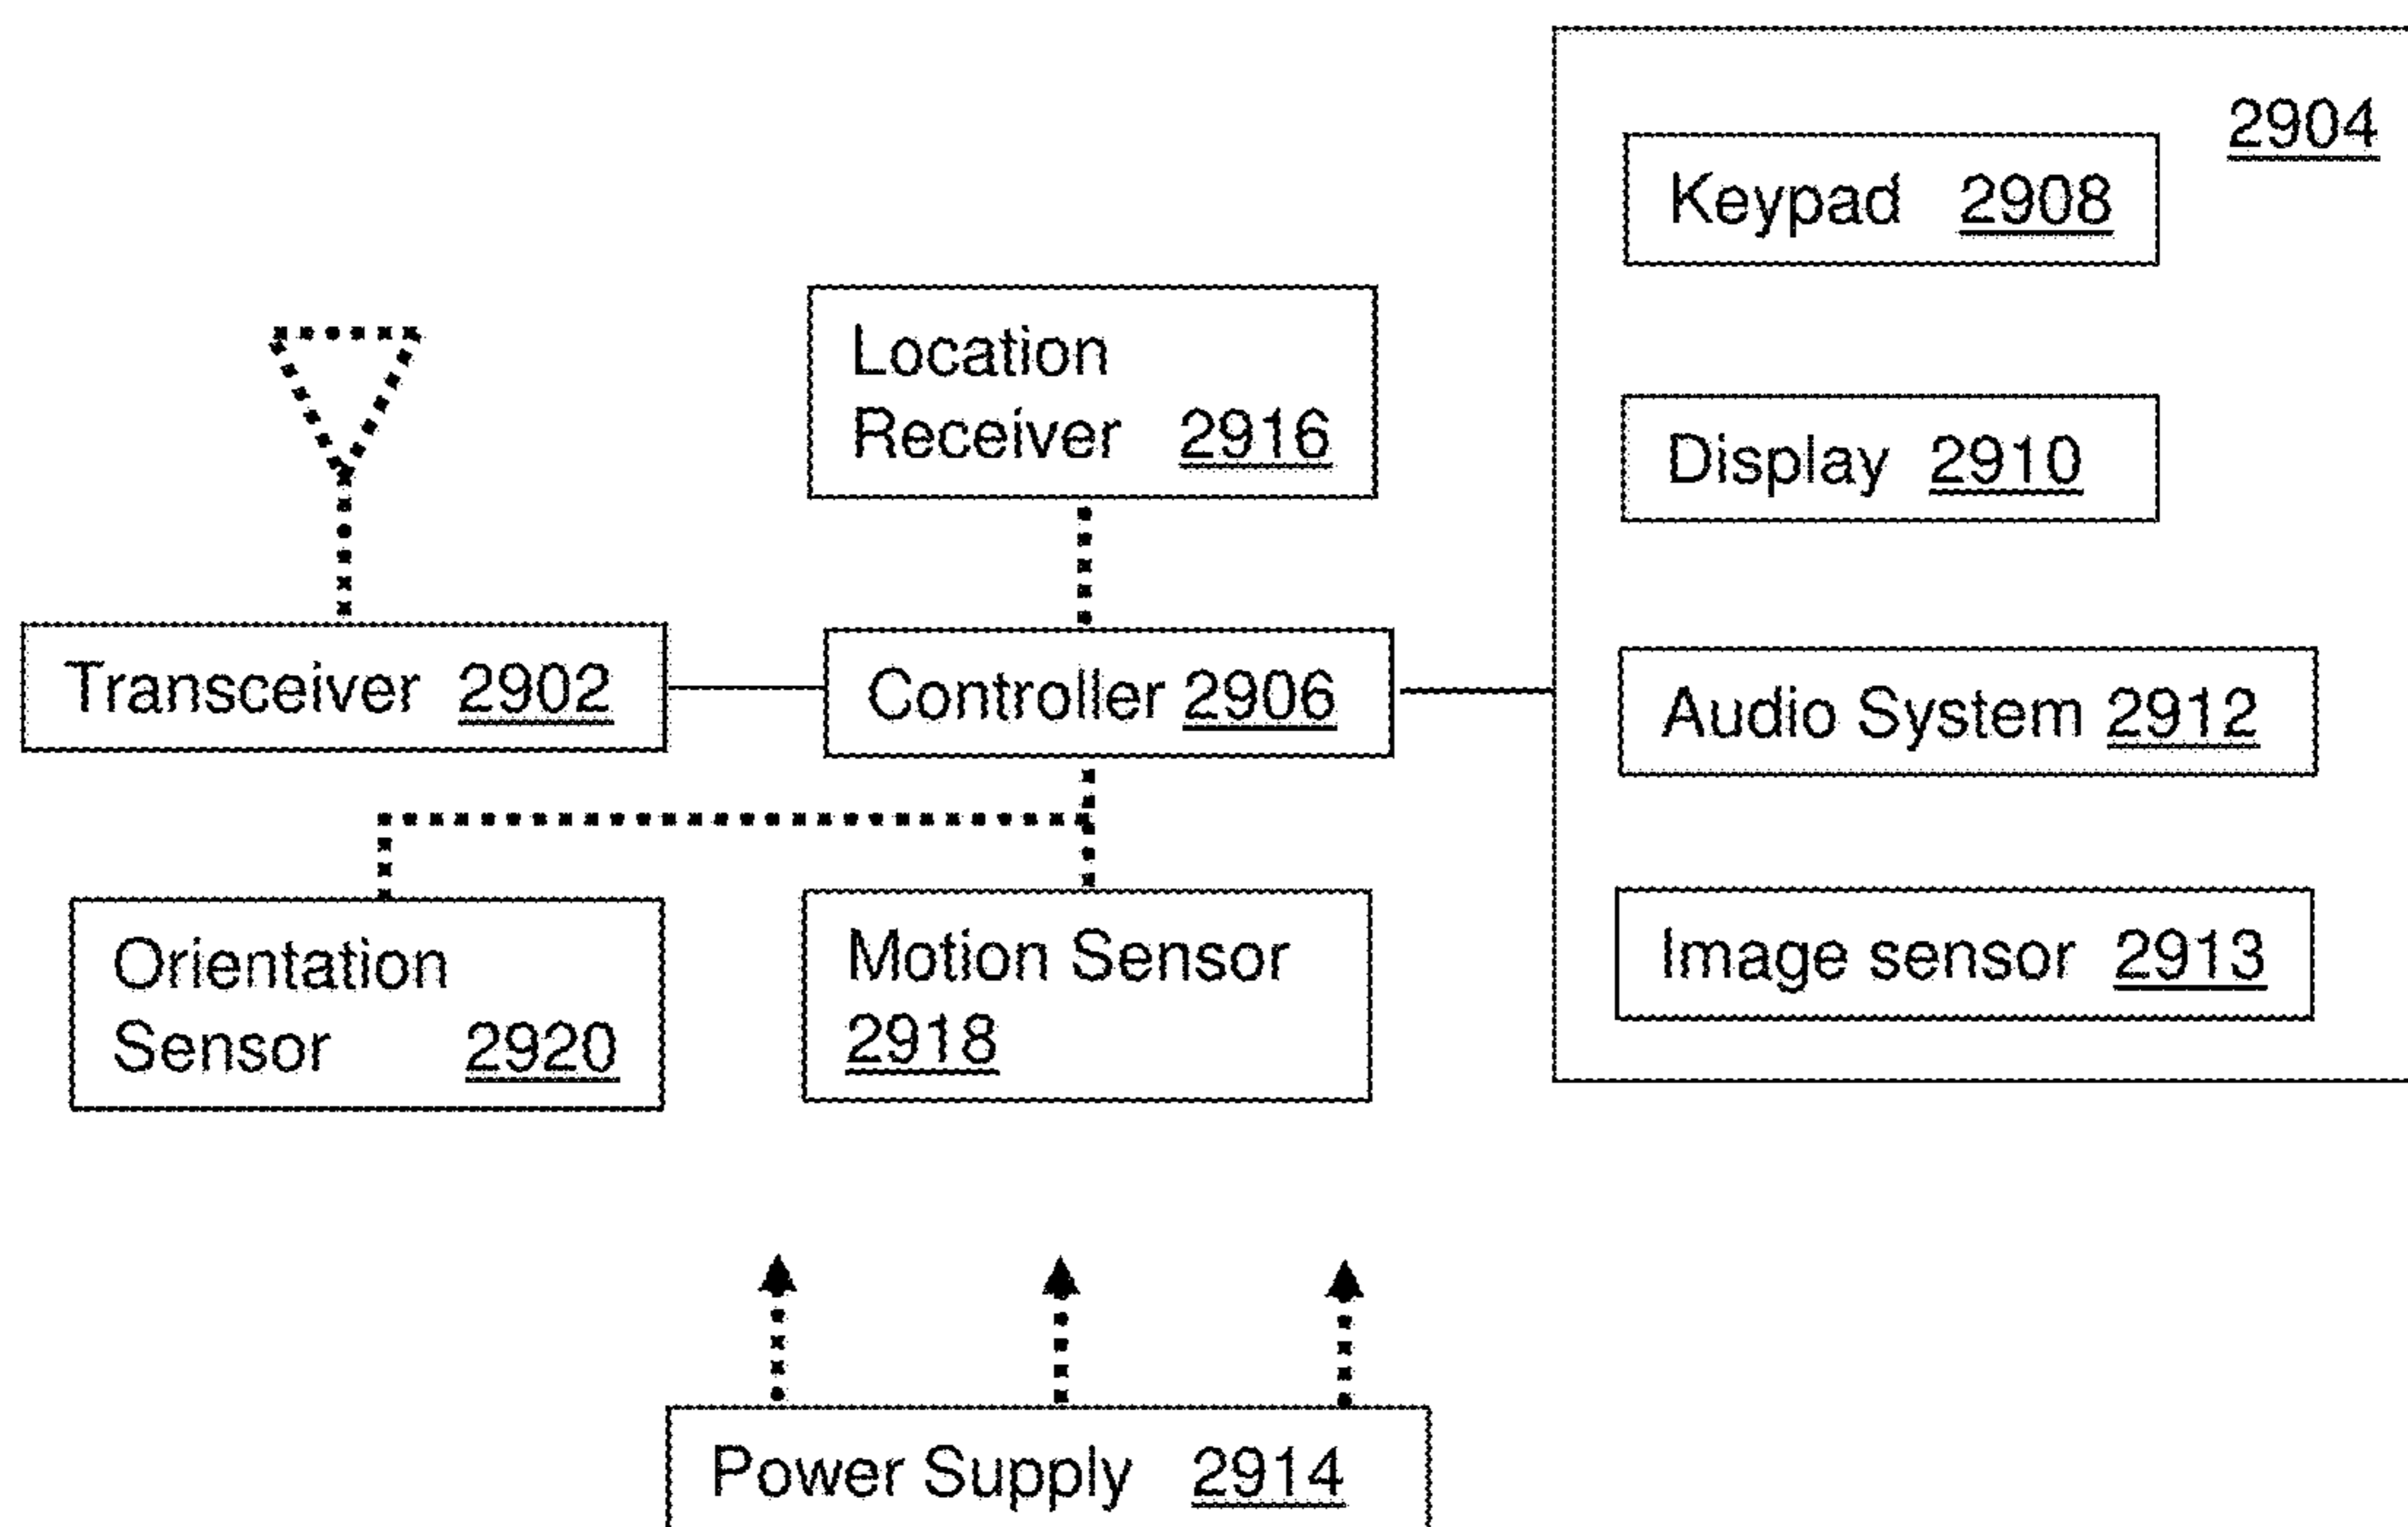 2904
Keypad 2908
Location
Receiver 2916
Display 2910
Transceiver 2902
Controller 2906
Audio System 2912
Orientation
Sensor 2920
Motion Sensor
2918
Image sensor 2913
Power Supply 2914